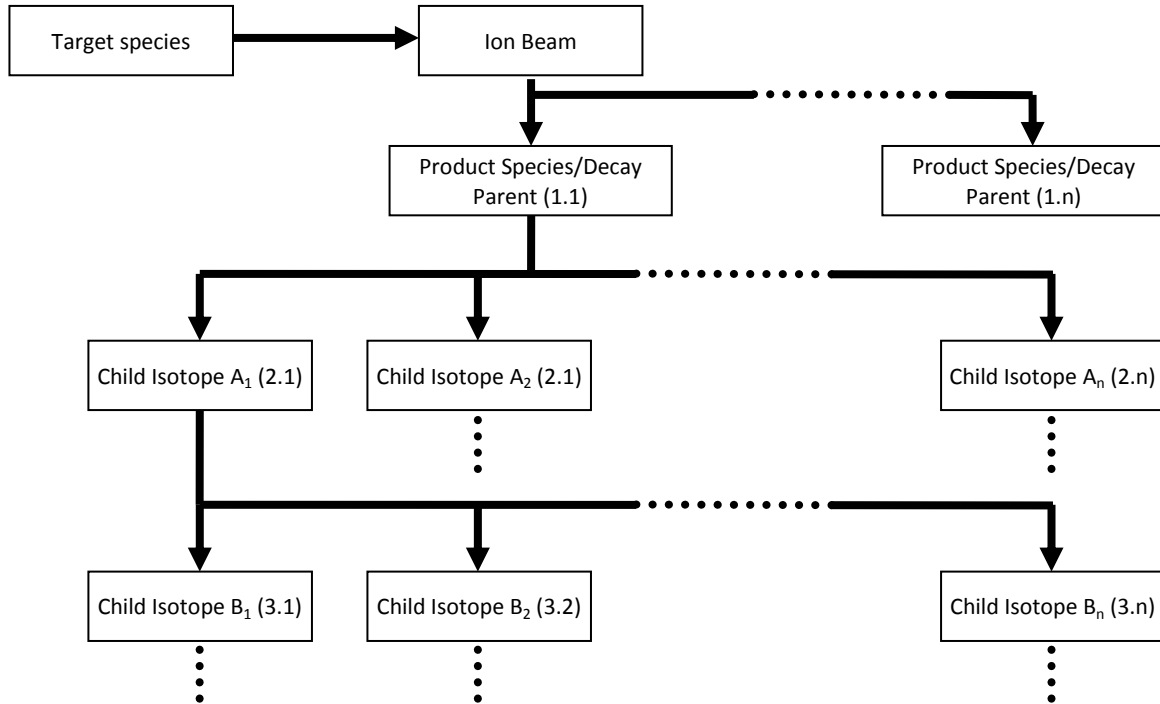 Target species
Ion Beam
Product Species/Decay
Parent (1.1)
Product Species/Decay
Parent (1.n)
Child Isotope A₁ (2.1)
Child Isotope A₂ (2.1)
Child Isotope Aₙ (2.n)
Child Isotope B₁ (3.1)
Child Isotope B₂ (3.2)
Child Isotope Bₙ (3.n)